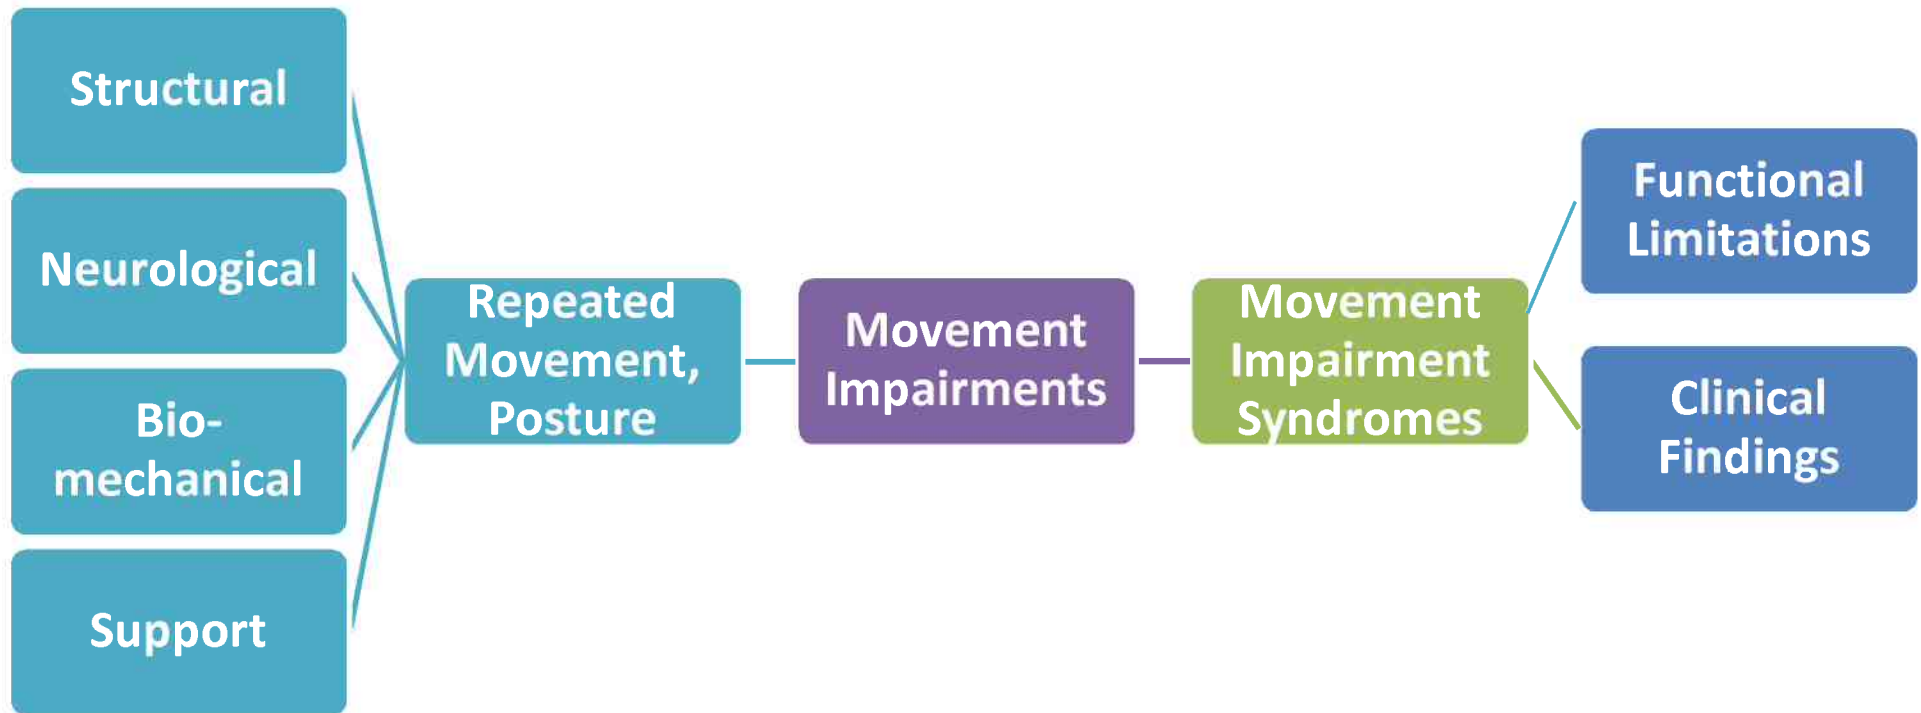 Structural
Neurological
Bio-
mechanical
Support
Repeated
Movement,
Posture
Movement
Impairments
Movement
Impairment
Syndromes
Functional
Limitations
Clinical
Findings